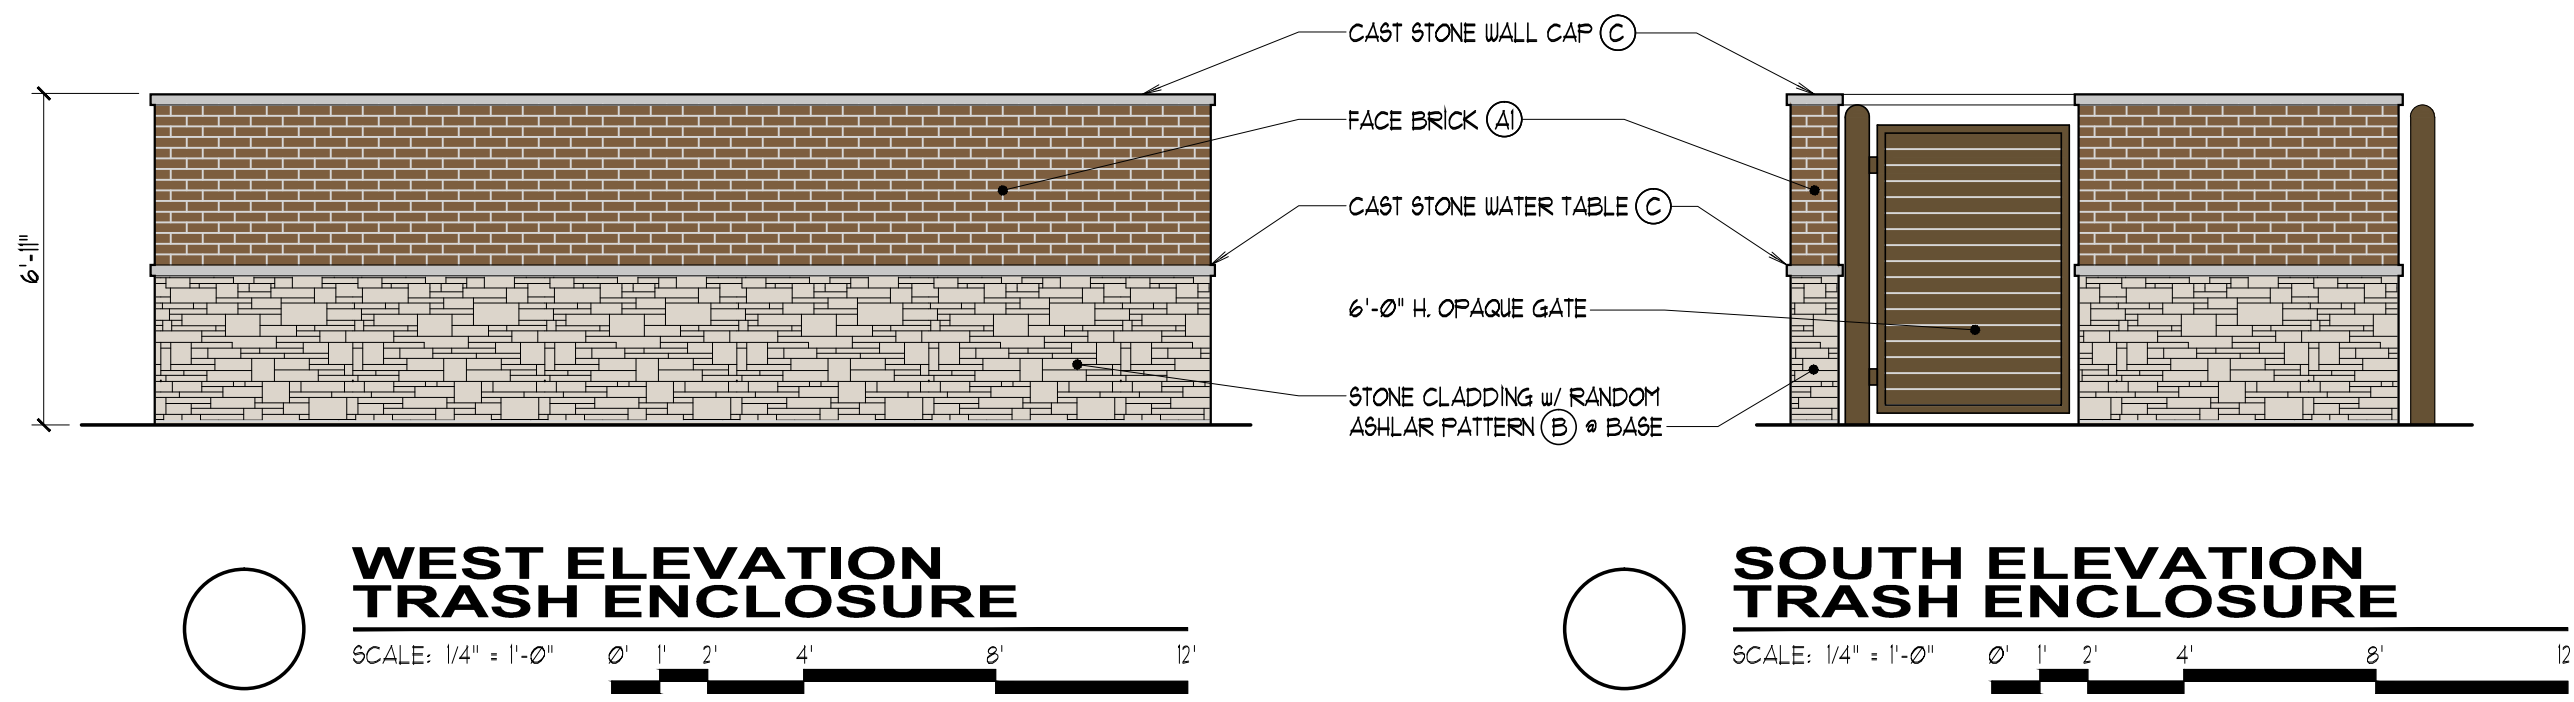 CAST STONE WALL CAP C
FACE BRICK A1
CAST STONE WATER TABLE C
6'-11"
6'-0" H. OPAQUE GATE
STONE CLADDING w/ RANDOM
ASHLAR PATTERN B @ BASE
WEST ELEVATION
TRASH ENCLOSURE
SCALE: 1/4" = 1'-0" 0' 1' 2' 4' 8' 12'
SOUTH ELEVATION
TRASH ENCLOSURE
SCALE: 1/4" = 1'-0" 0' 1' 2' 4' 8' 12